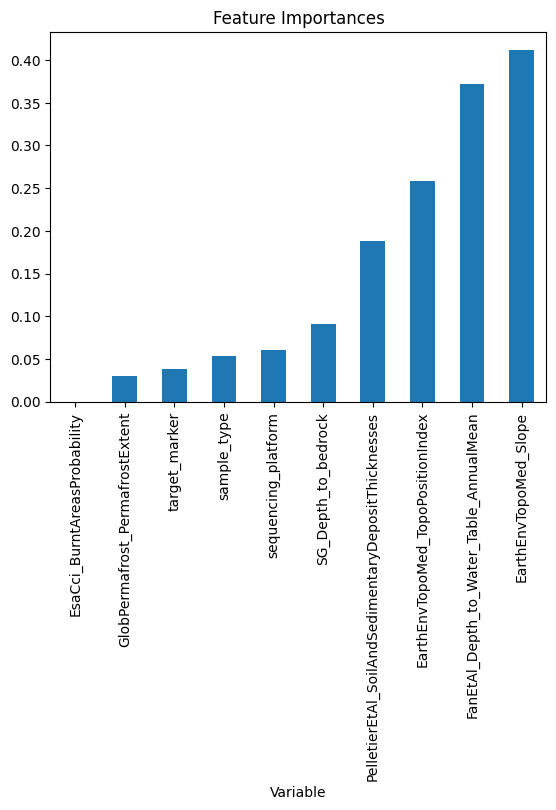 Feature Importances
0.40
0.35
0.30
0.25
0.20
0.15
0.10
0.05
0.00
EsaCci_BurntAreasProbability
GlobPermafrost_PermafrostExtent
target_marker
sample_type
sequencing_platform
SG_Depth_to_bedrock
PelletierEtAl_SoilAndSedimentaryDepositThicknesses
EarthEnvTopoMed_TopoPositionIndex
FanEtAl_Depth_to_Water_Table_AnnualMean
EarthEnvTopoMed_Slope
Variable